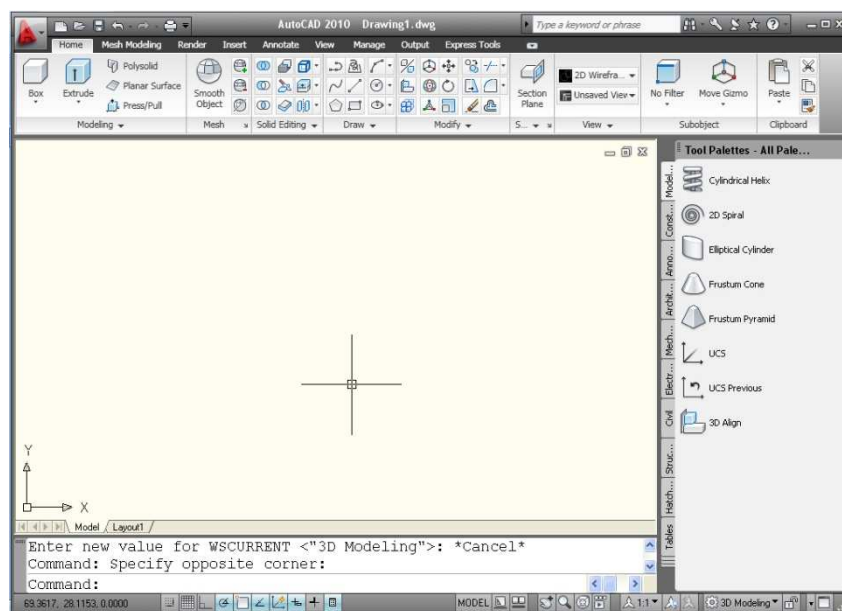 AutoCAD 2010 Drawing1.dwg Type a keyword or phrase
Home Mesh Modeling Render Insert Annotate View Manage Output Express Tools
Box
Extrude
Polysolid
Planar Surface
Press/Pull
Smooth
Object
Section
Plane
2D Wirefra...
Unsaved View
No Filter
Move Gizmo
Paste
Modeling Mesh Solid Editing Draw Modify S... View Subobject Clipboard
Tool Palettes - All Pale...
Model...
Const...
Anno...
Archit...
Mech...
Electr...
Civil
Struc...
Hatch...
Tables
Cylindrical Helix
2D Spiral
Elliptical Cylinder
Frustum Cone
Frustum Pyramid
UCS
UCS Previous
3D Align
Y
X
Model Layout1
Enter new value for WSCURRENT <"3D Modeling">: *Cancel*
Command: Specify opposite corner:
Command:
69.3617, 28.1153, 0.0000 MODEL 1:1 3D Modeling